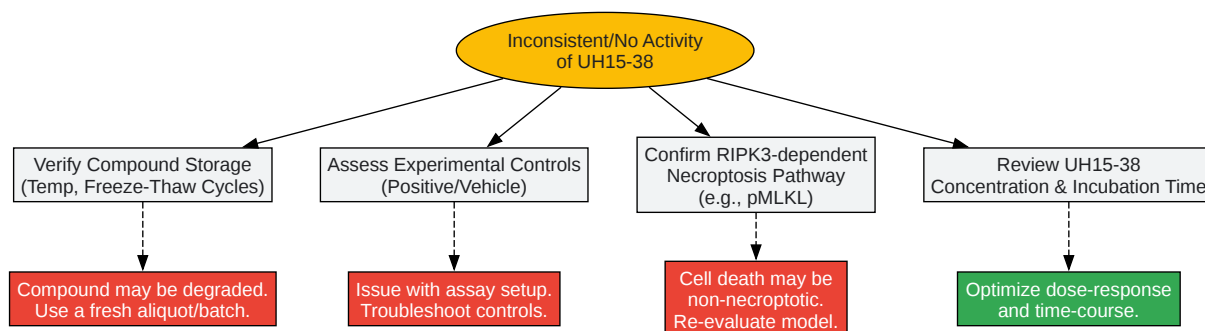 Inconsistent/No Activity
of UH15-38
Verify Compound Storage
(Temp, Freeze-Thaw Cycles)
Assess Experimental Controls
(Positive/Vehicle)
Confirm RIPK3-dependent
Necroptosis Pathway
(e.g., pMLKL)
Review UH15-38
Concentration & Incubation Time
Compound may be degraded.
Use a fresh aliquot/batch.
Issue with assay setup.
Troubleshoot controls.
Cell death may be
non-necroptotic.
Re-evaluate model.
Optimize dose-response
and time-course.